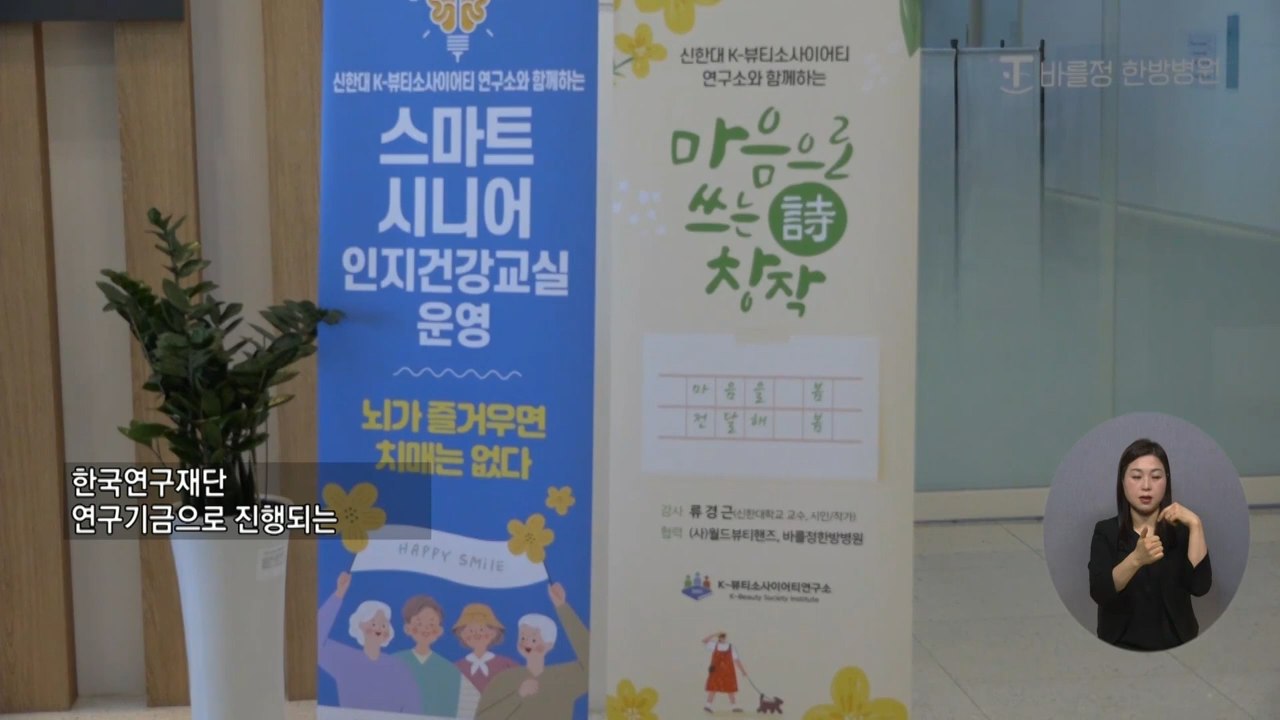 신한대 K-뷰티소사이어티 연구소와 함께하는
스마트
시니어
인지건강교실
운영
뇌가 즐거우면
치매는 없다
HAPPY SMILE
신한대 K-뷰티소사이어티
연구소와 함께하는
마음으로
쓰는 詩
창작
마음을 봄
전달해 봄
강사 류경근(신한대학교 교수, 시인/작가)
협력 (사)월드뷰티핸즈, 바를정한방병원
K-뷰티소사이어티연구소
K-Beauty Society Institute
바를정 한방병원
한국연구재단
연구기금으로 진행되는